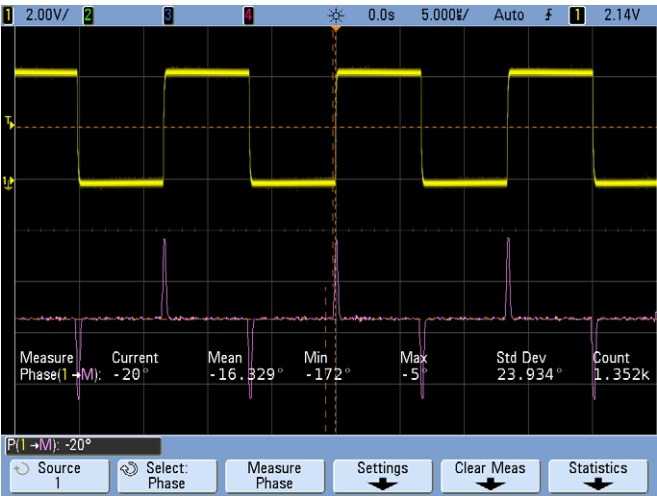 1 2.00V/ 2 3 4 0.0s 5.000㎲/ Auto 1 2.14V
T
1
Measure Current Mean Min Max Std Dev Count
Phase(1→M): -20° -16.329° -172° -5° 23.934° 1.352k
P(1→M): -20°
Source Select: Measure Settings Clear Meas Statistics
1 Phase Phase